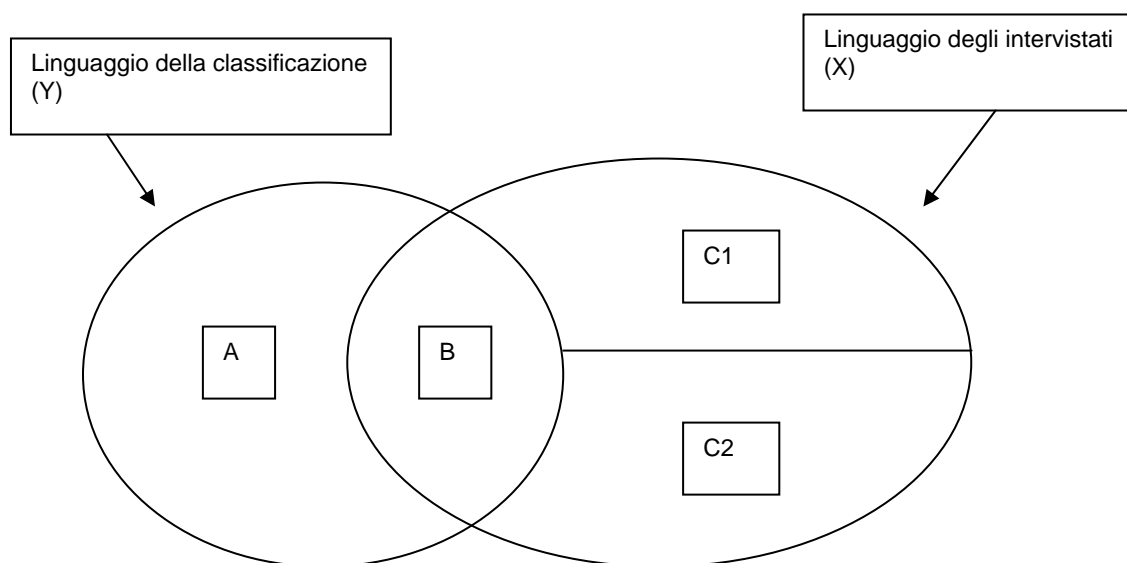 Linguaggio della classificazione
(Y)
Linguaggio degli intervistati
(X)
C1
A
B
C2